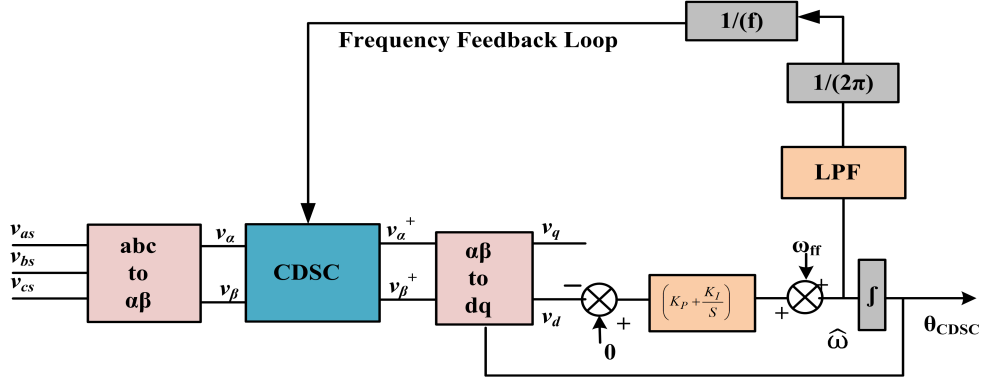 1/(f)
Frequency Feedback Loop
1/(2π)
LPF
v_as
v_bs
v_cs
abc
to
αβ
v_α
v_β
CDSC
v_α^+
v_β^+
αβ
to
dq
v_q
v_d
−
+
0
(K_P + K_I/S)
ω_ff
+
+
ω̂
∫
θ_CDSC